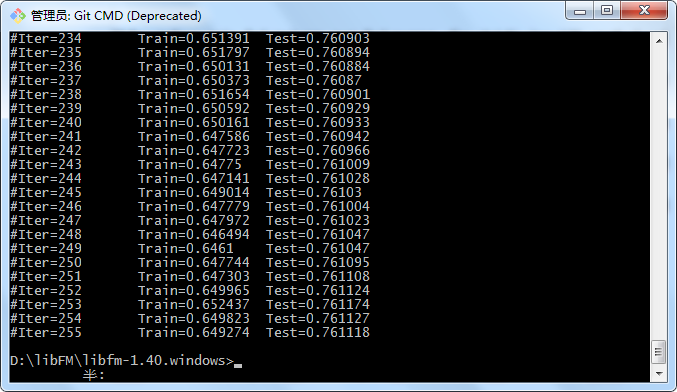 管理员: Git CMD (Deprecated)
#Iter=234 Train=0.651391 Test=0.760903
#Iter=235 Train=0.651797 Test=0.760894
#Iter=236 Train=0.650131 Test=0.760884
#Iter=237 Train=0.650373 Test=0.76087
#Iter=238 Train=0.651654 Test=0.760901
#Iter=239 Train=0.650592 Test=0.760929
#Iter=240 Train=0.650161 Test=0.760933
#Iter=241 Train=0.647586 Test=0.760942
#Iter=242 Train=0.647723 Test=0.760966
#Iter=243 Train=0.64775 Test=0.761009
#Iter=244 Train=0.647141 Test=0.761028
#Iter=245 Train=0.649014 Test=0.76103
#Iter=246 Train=0.647779 Test=0.761004
#Iter=247 Train=0.647972 Test=0.761023
#Iter=248 Train=0.646494 Test=0.761047
#Iter=249 Train=0.6461 Test=0.761047
#Iter=250 Train=0.647744 Test=0.761095
#Iter=251 Train=0.647303 Test=0.761108
#Iter=252 Train=0.649965 Test=0.761124
#Iter=253 Train=0.652437 Test=0.761174
#Iter=254 Train=0.649823 Test=0.761127
#Iter=255 Train=0.649274 Test=0.761118
D:\libFM\libfm-1.40.windows>
半: